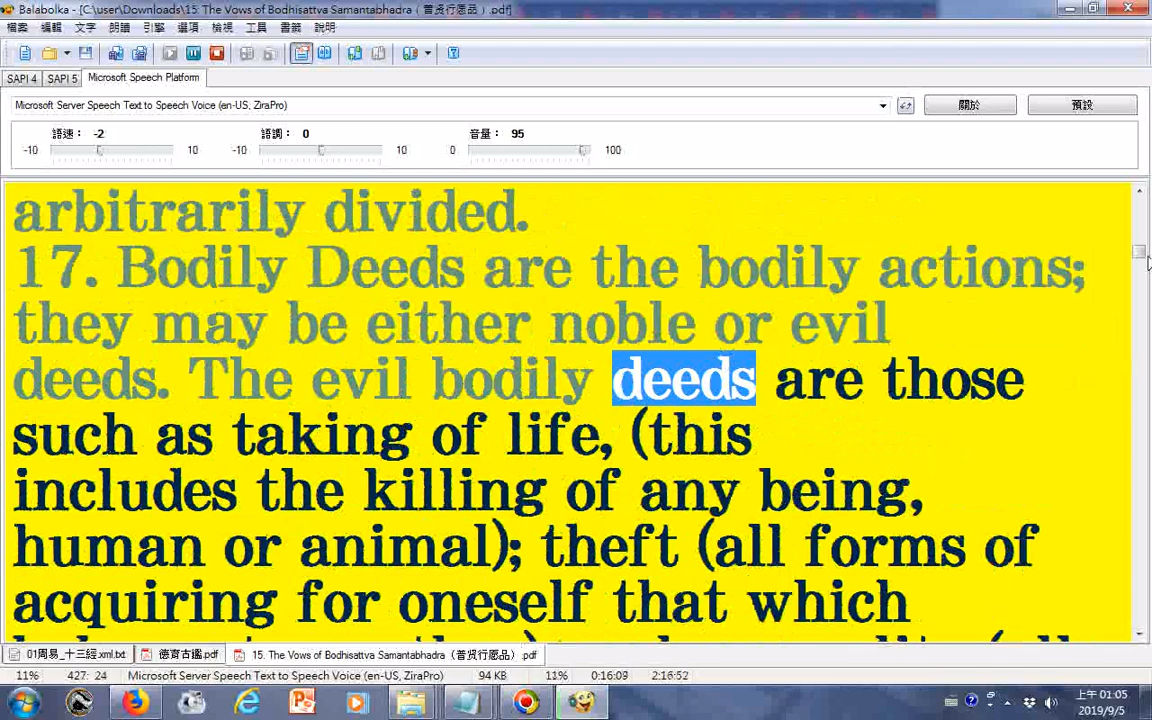 Balabolka - [C:\user\Downloads\15. The Vows of Bodhisattva Samantabhadra (普贤行愿品) .pdf]
檔案 編輯 文字 朗讀 引擎 選項 檢視 工具 書籤 說明
SAPI 4 SAPI 5 Microsoft Speech Platform
Microsoft Server Speech Text to Speech Voice (en-US, ZiraPro) 關於 預設
語速： -2 語調： 0 音量： 95
-10 10 -10 10 0 100
arbitrarily divided.
17. Bodily Deeds are the bodily actions;
they may be either noble or evil
deeds. The evil bodily deeds are those
such as taking of life, (this
includes the killing of any being,
human or animal); theft (all forms of
acquiring for oneself that which
01周易_十三經.xml.txt 德育古鑑.pdf 15. The Vows of Bodhisattva Samantabhadra (普贤行愿品) .pdf
11% 427: 24 Microsoft Server Speech Text to Speech Voice (en-US, ZiraPro) 94 KB 11% 0:16:09 2:16:52
上午 01:05
2019/9/5